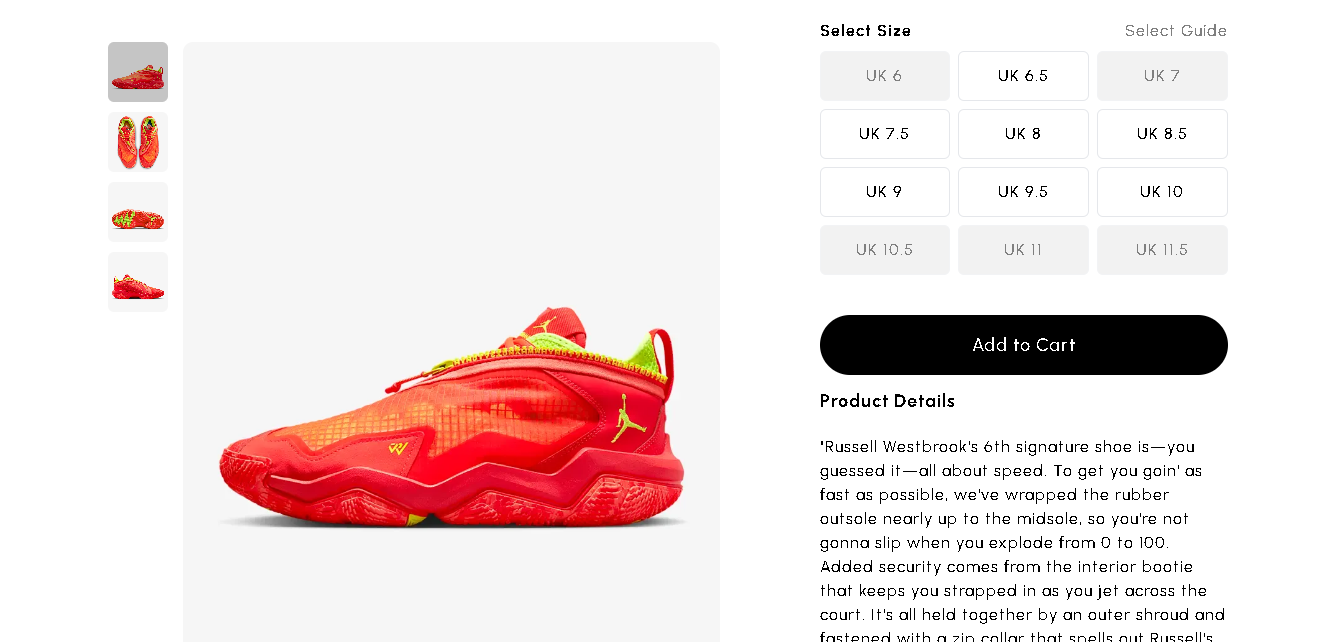 Select Size Select Guide
UK 6 UK 6.5 UK 7
UK 7.5 UK 8 UK 8.5
UK 9 UK 9.5 UK 10
UK 10.5 UK 11 UK 11.5
Add to Cart
Product Details
"Russell Westbrook's 6th signature shoe is—you
guessed it—all about speed. To get you goin' as
fast as possible, we've wrapped the rubber
outsole nearly up to the midsole, so you're not
gonna slip when you explode from 0 to 100.
Added security comes from the interior bootie
that keeps you strapped in as you jet across the
court. It's all held together by an outer shroud and
fastened with a zip collar that spells out Russell's